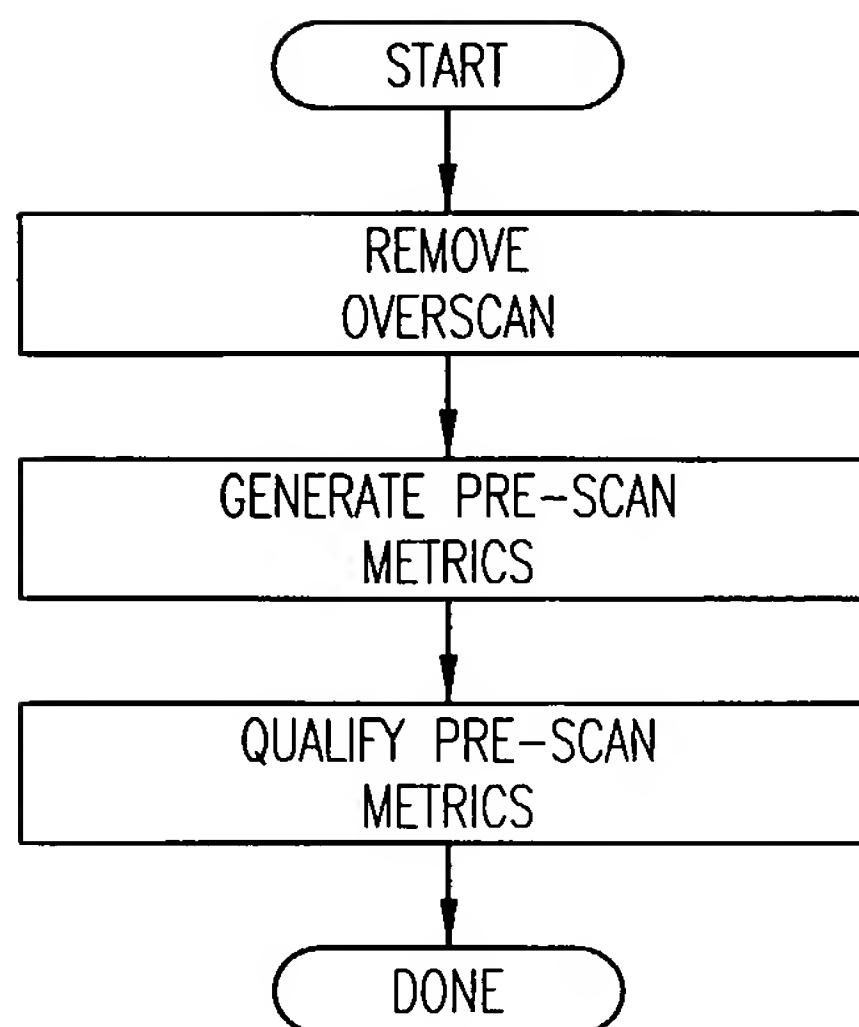 START
REMOVE
OVERSCAN
GENERATE PRE-SCAN
METRICS
QUALIFY PRE-SCAN
METRICS
DONE